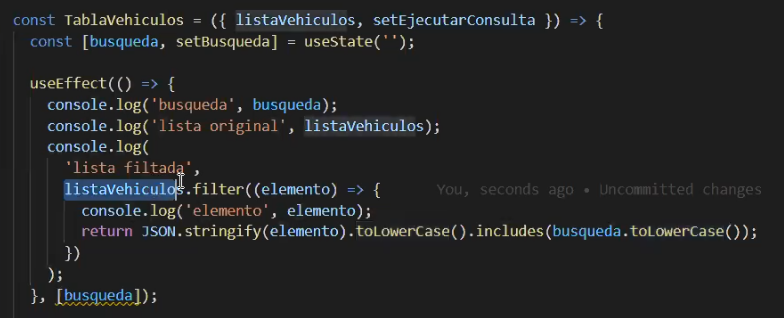 const TablaVehiculos = ({ listaVehiculos, setEjecutarConsulta }) => {
const [busqueda, setBusqueda] = useState('');
useEffect(() => {
console.log('busqueda', busqueda);
console.log('lista original', listaVehiculos);
console.log(
'lista filtada',
listaVehiculos.filter((elemento) => { You, seconds ago • Uncommitted changes
console.log('elemento', elemento);
return JSON.stringify(elemento).toLowerCase().includes(busqueda.toLowerCase());
})
);
}, [busqueda]);